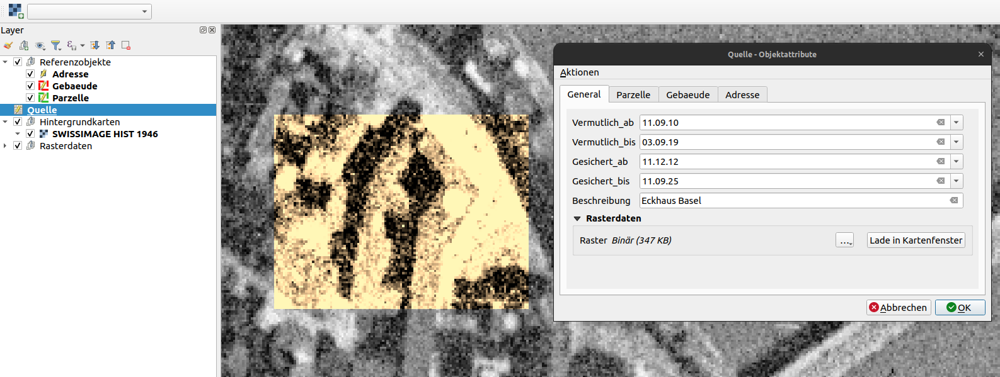 Layer
Referenzobjekte
Adresse
Gebaeude
Parzelle
Quelle
Hintergrundkarten
SWISSIMAGE HIST 1946
Rasterdaten
Quelle - Objektattribute
Aktionen
General Parzelle Gebaeude Adresse
Vermutlich_ab 11.09.10
Vermutlich_bis 03.09.19
Gesichert_ab 11.12.12
Gesichert_bis 11.09.25
Beschreibung Eckhaus Basel
Rasterdaten
Raster Binär (347 KB) ... Lade in Kartenfenster
Abbrechen OK